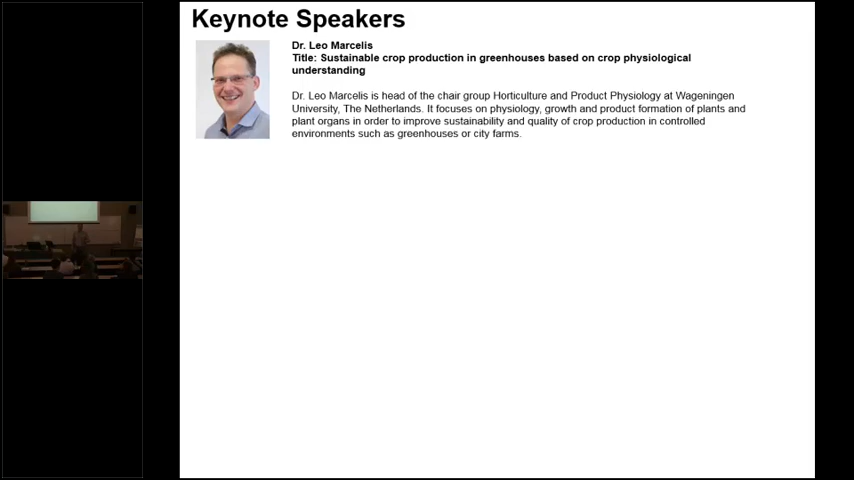 Keynote Speakers
Dr. Leo Marcelis
Title: Sustainable crop production in greenhouses based on crop physiological
understanding
Dr. Leo Marcelis is head of the chair group Horticulture and Product Physiology at Wageningen
University, The Netherlands. It focuses on physiology, growth and product formation of plants and
plant organs in order to improve sustainability and quality of crop production in controlled
environments such as greenhouses or city farms.